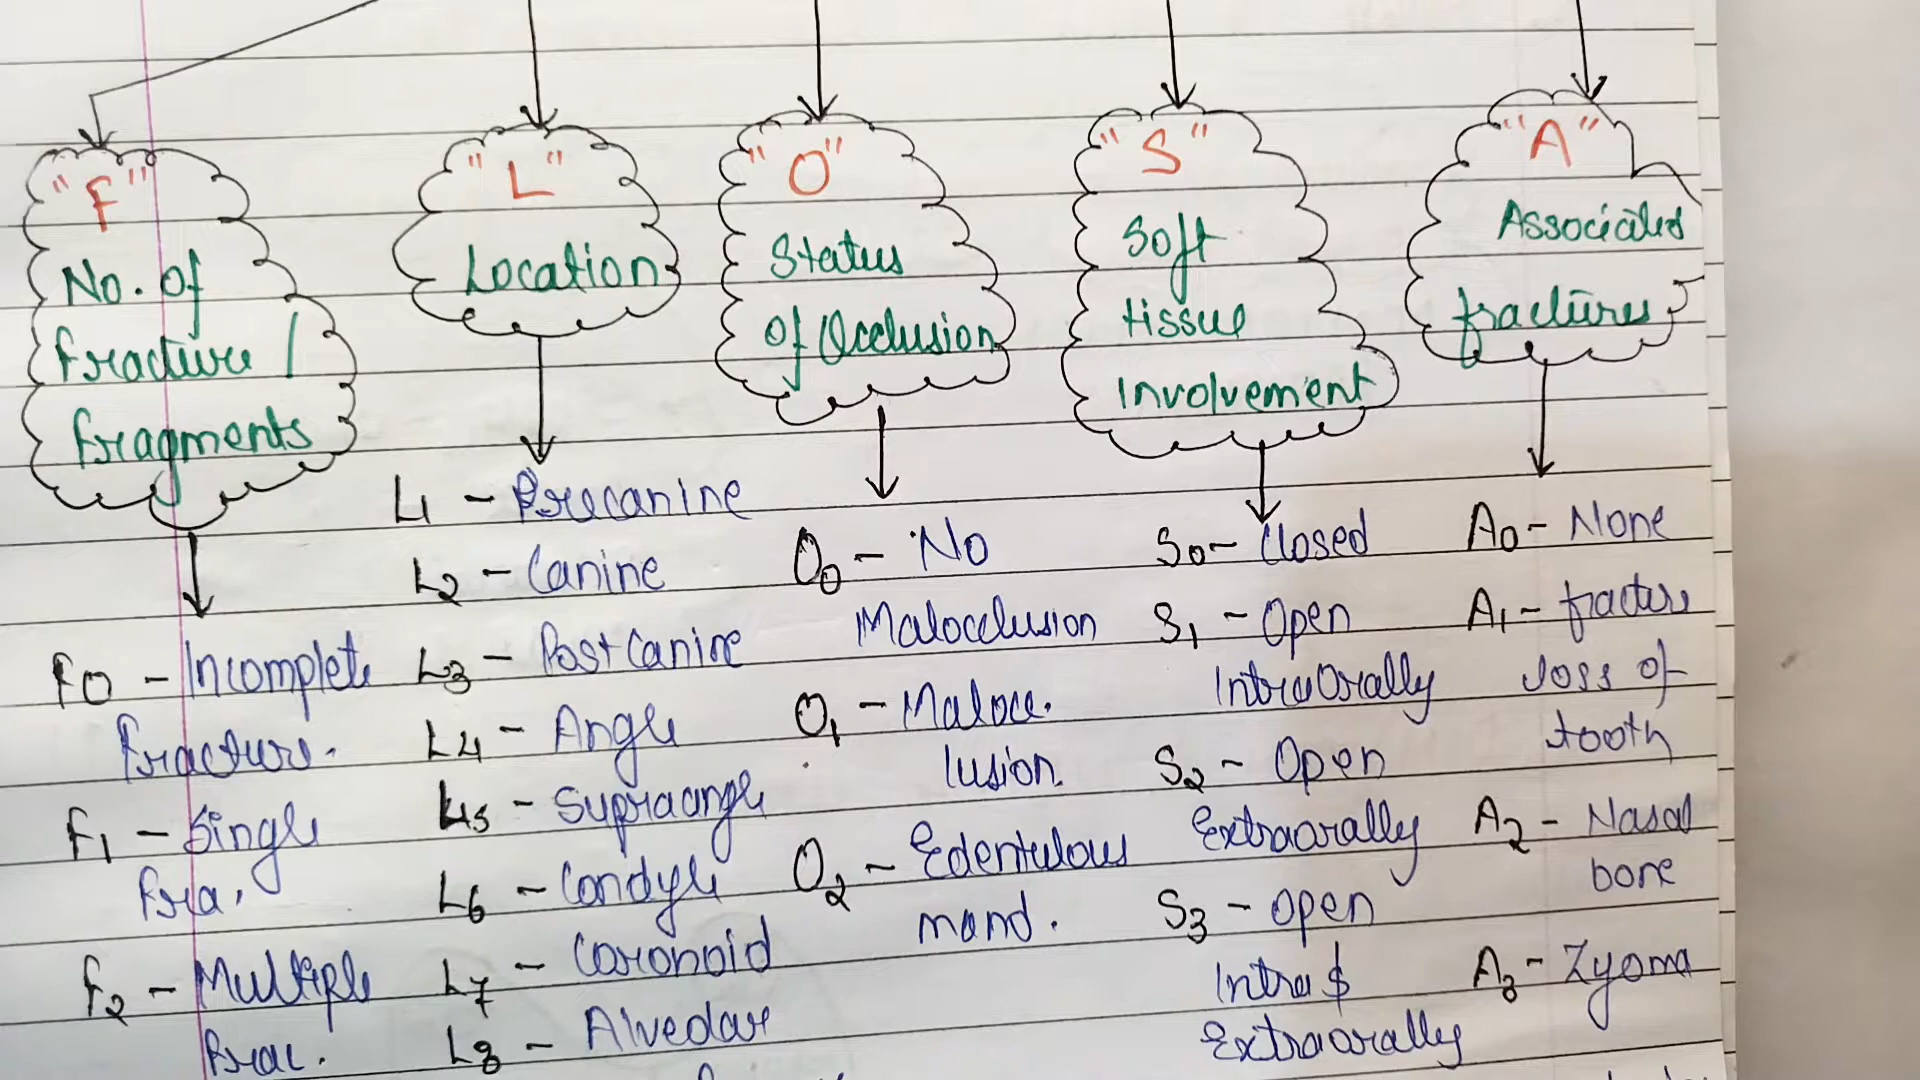 "F"
No. of
fracture /
fragments
F0 - Incomplete
fracture.
F1 - Single
fra.
F2 - Multiple
frac.
"L"
Location
L1 - Precanine
L2 - Canine
L3 - Post Canine
L4 - Angle
L5 - Supraangle
L6 - Condyle
L7 - Coronoid
L8 - Alveolar
"O"
Status
of Occlusion
O0 - No
Malocclusion
O1 - Malocc.
lusion.
O2 - Edentulous
mand.
"S"
Soft
tissue
Involvement
S0 - Closed
S1 - Open
IntraOrally
S2 - Open
Extraorally
S3 - Open
Intra $
Extraorally
"A"
Associated
fractures
A0 - None
A1 - fracture
loss of
tooth
A2 - Nasal
bone
A3 - Zyoma